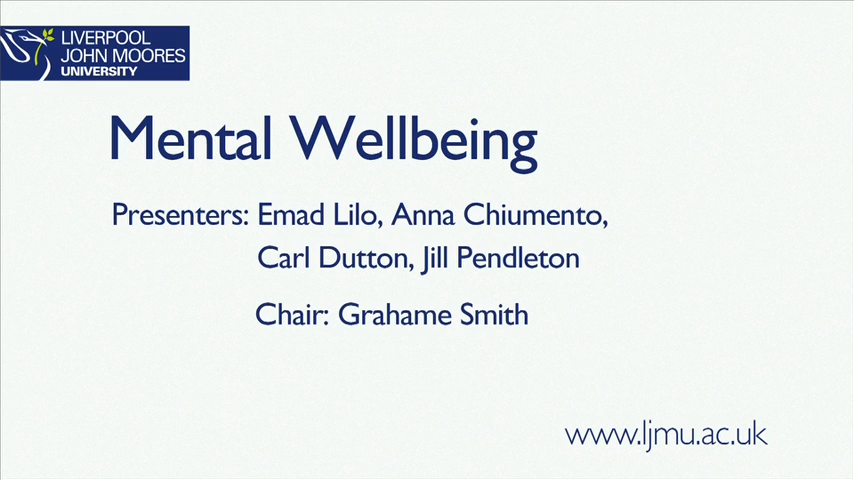 LIVERPOOL
JOHN MOORES
UNIVERSITY
Mental Wellbeing
Presenters: Emad Lilo, Anna Chiumento,
Carl Dutton, Jill Pendleton
Chair: Grahame Smith
www.ljmu.ac.uk